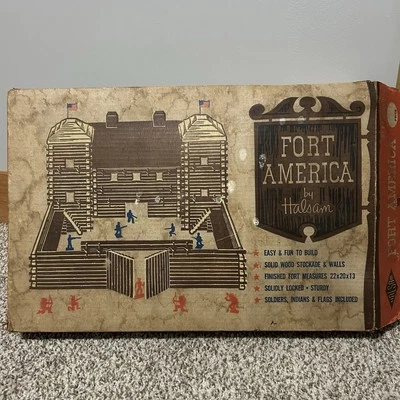 FORT
AMERICA
by
Halsam
★ EASY & FUN TO BUILD
★ SOLID WOOD STOCKADE & WALLS
★ FINISHED FORT MEASURES 22x20x13
★ SOLIDLY LOCKED • STURDY
★ SOLDIERS, INDIANS & FLAGS INCLUDED
FORT AMERICA